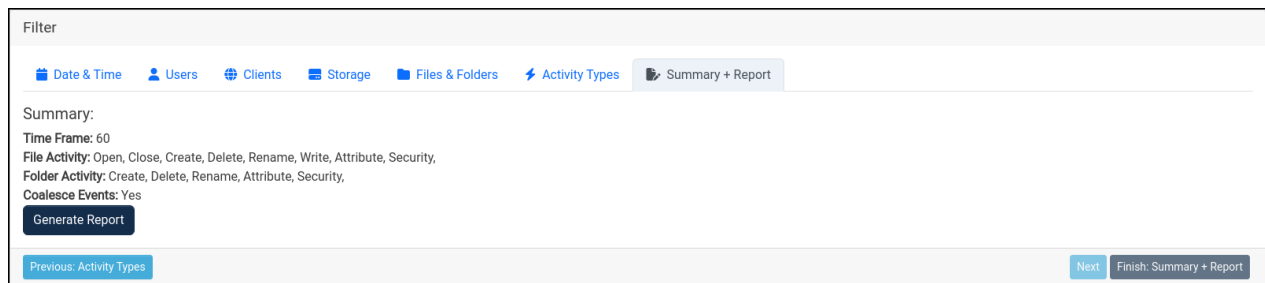 Filter
Date & Time Users Clients Storage Files & Folders Activity Types Summary + Report
Summary:
Time Frame: 60
File Activity: Open, Close, Create, Delete, Rename, Write, Attribute, Security,
Folder Activity: Create, Delete, Rename, Attribute, Security,
Coalesce Events: Yes
Generate Report
Previous: Activity Types Next Finish: Summary + Report